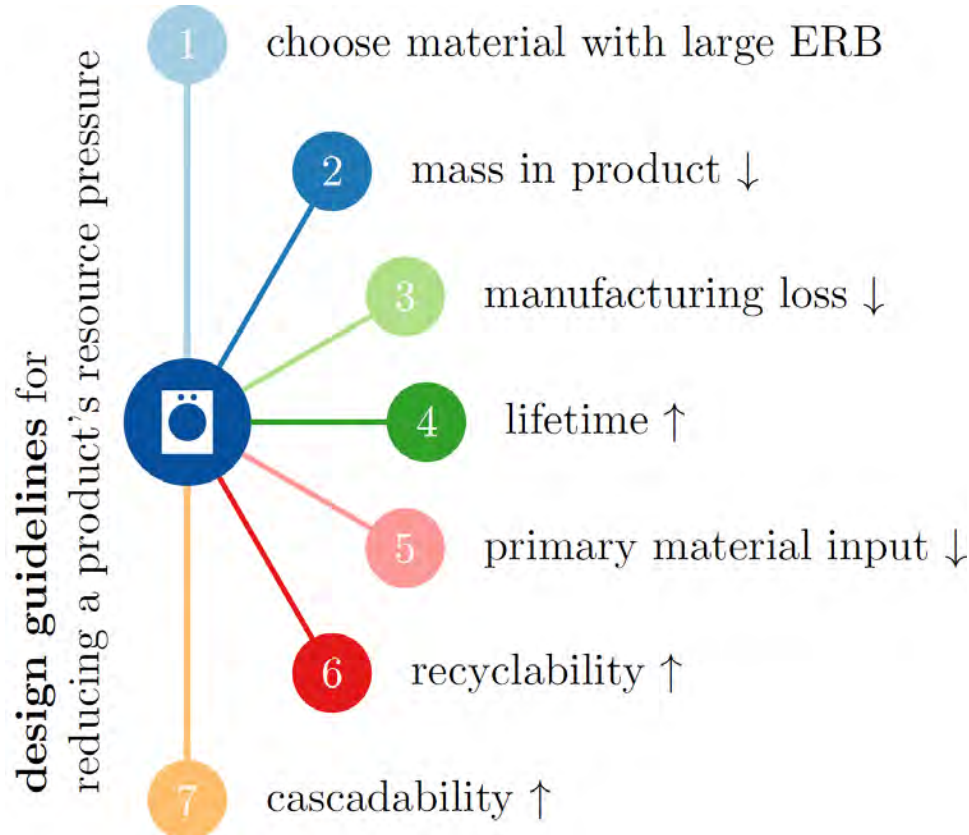 design guidelines for
reducing a product's resource pressure
1 choose material with large ERB
2 mass in product ↓
3 manufacturing loss ↓
4 lifetime ↑
5 primary material input ↓
6 recyclability ↑
7 cascadability ↑